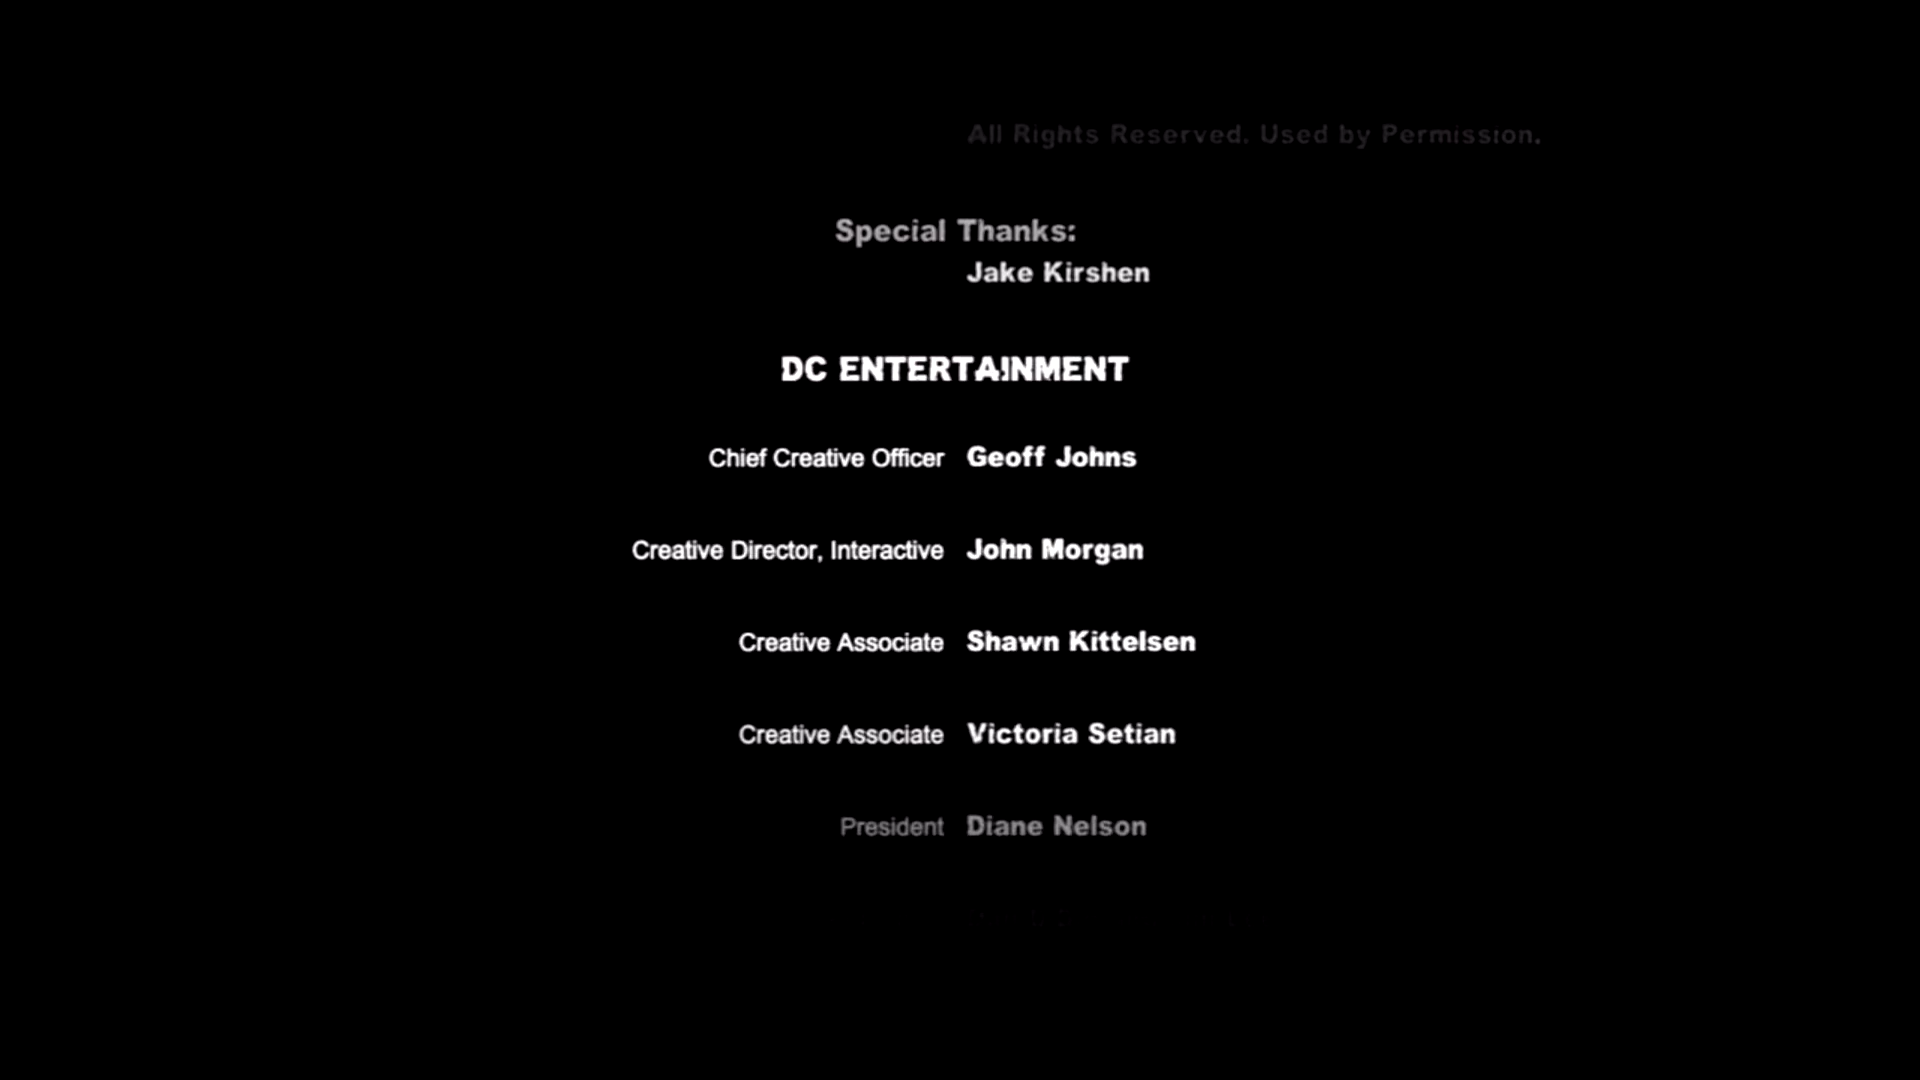 All Rights Reserved. Used by Permission.
Special Thanks:
Jake Kirshen
DC ENTERTAINMENT
Chief Creative Officer Geoff Johns
Creative Director, Interactive John Morgan
Creative Associate Shawn Kittelsen
Creative Associate Victoria Setian
President Diane Nelson